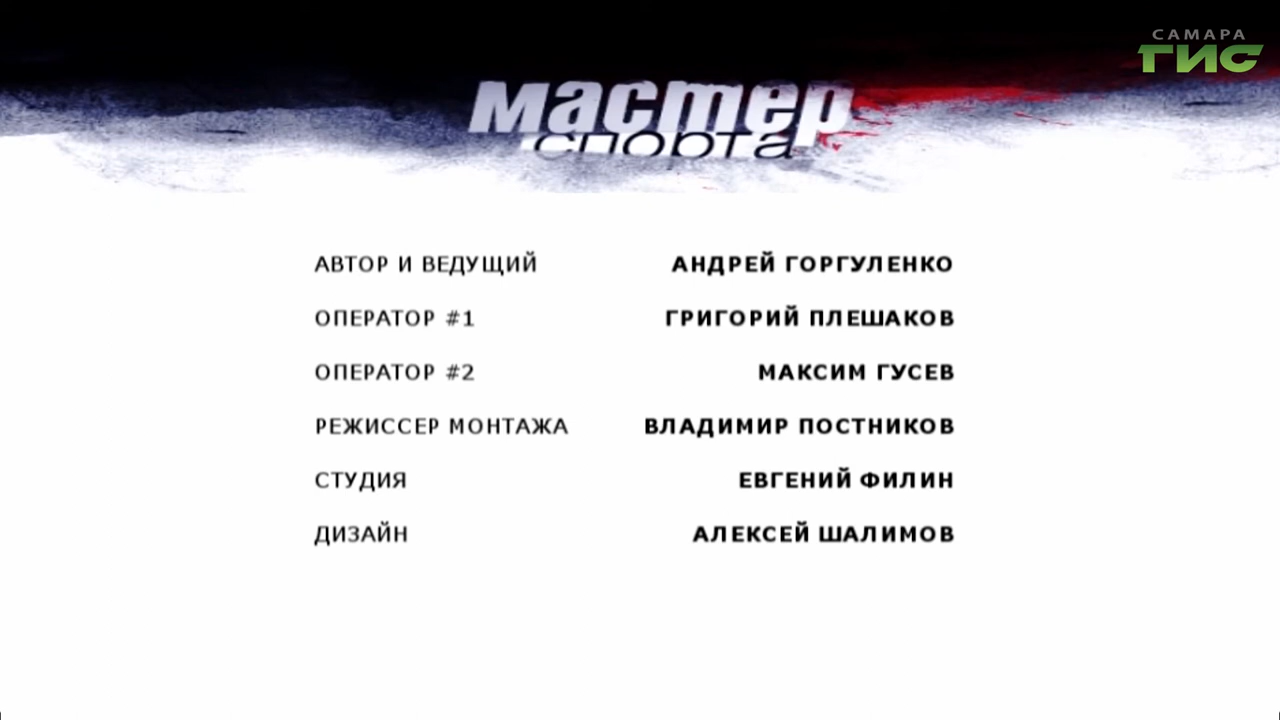 САМАРА
ГИС
мастер
спорта
АВТОР И ВЕДУЩИЙ АНДРЕЙ ГОРГУЛЕНКО
ОПЕРАТОР #1 ГРИГОРИЙ ПЛЕШАКОВ
ОПЕРАТОР #2 МАКСИМ ГУСЕВ
РЕЖИССЕР МОНТАЖА ВЛАДИМИР ПОСТНИКОВ
СТУДИЯ ЕВГЕНИЙ ФИЛИН
ДИЗАЙН АЛЕКСЕЙ ШАЛИМОВ